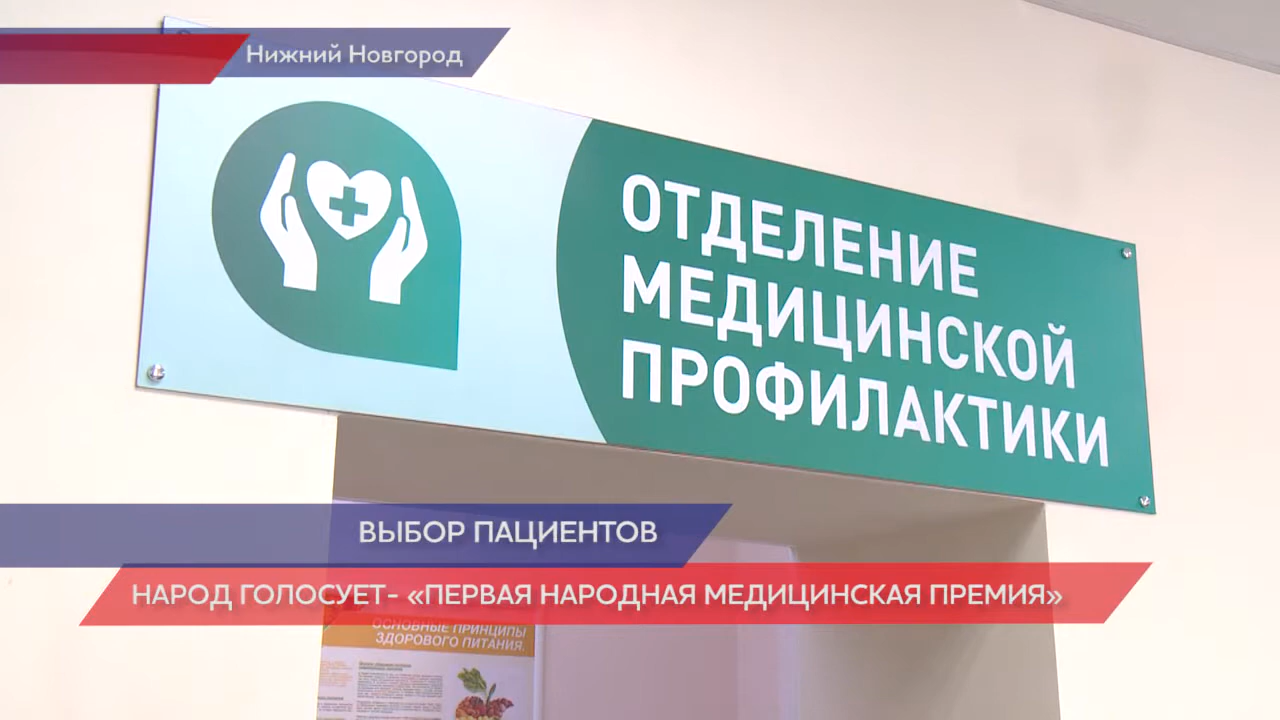 Нижний Новгород
ОТДЕЛЕНИЕ
МЕДИЦИНСКОЙ
ПРОФИЛАКТИКИ
ВЫБОР ПАЦИЕНТОВ
НАРОД ГОЛОСУЕТ- «ПЕРВАЯ НАРОДНАЯ МЕДИЦИНСКАЯ ПРЕМИЯ»
ОСНОВНЫЕ ПРИНЦИПЫ
ЗДОРОВОГО ПИТАНИЯ.